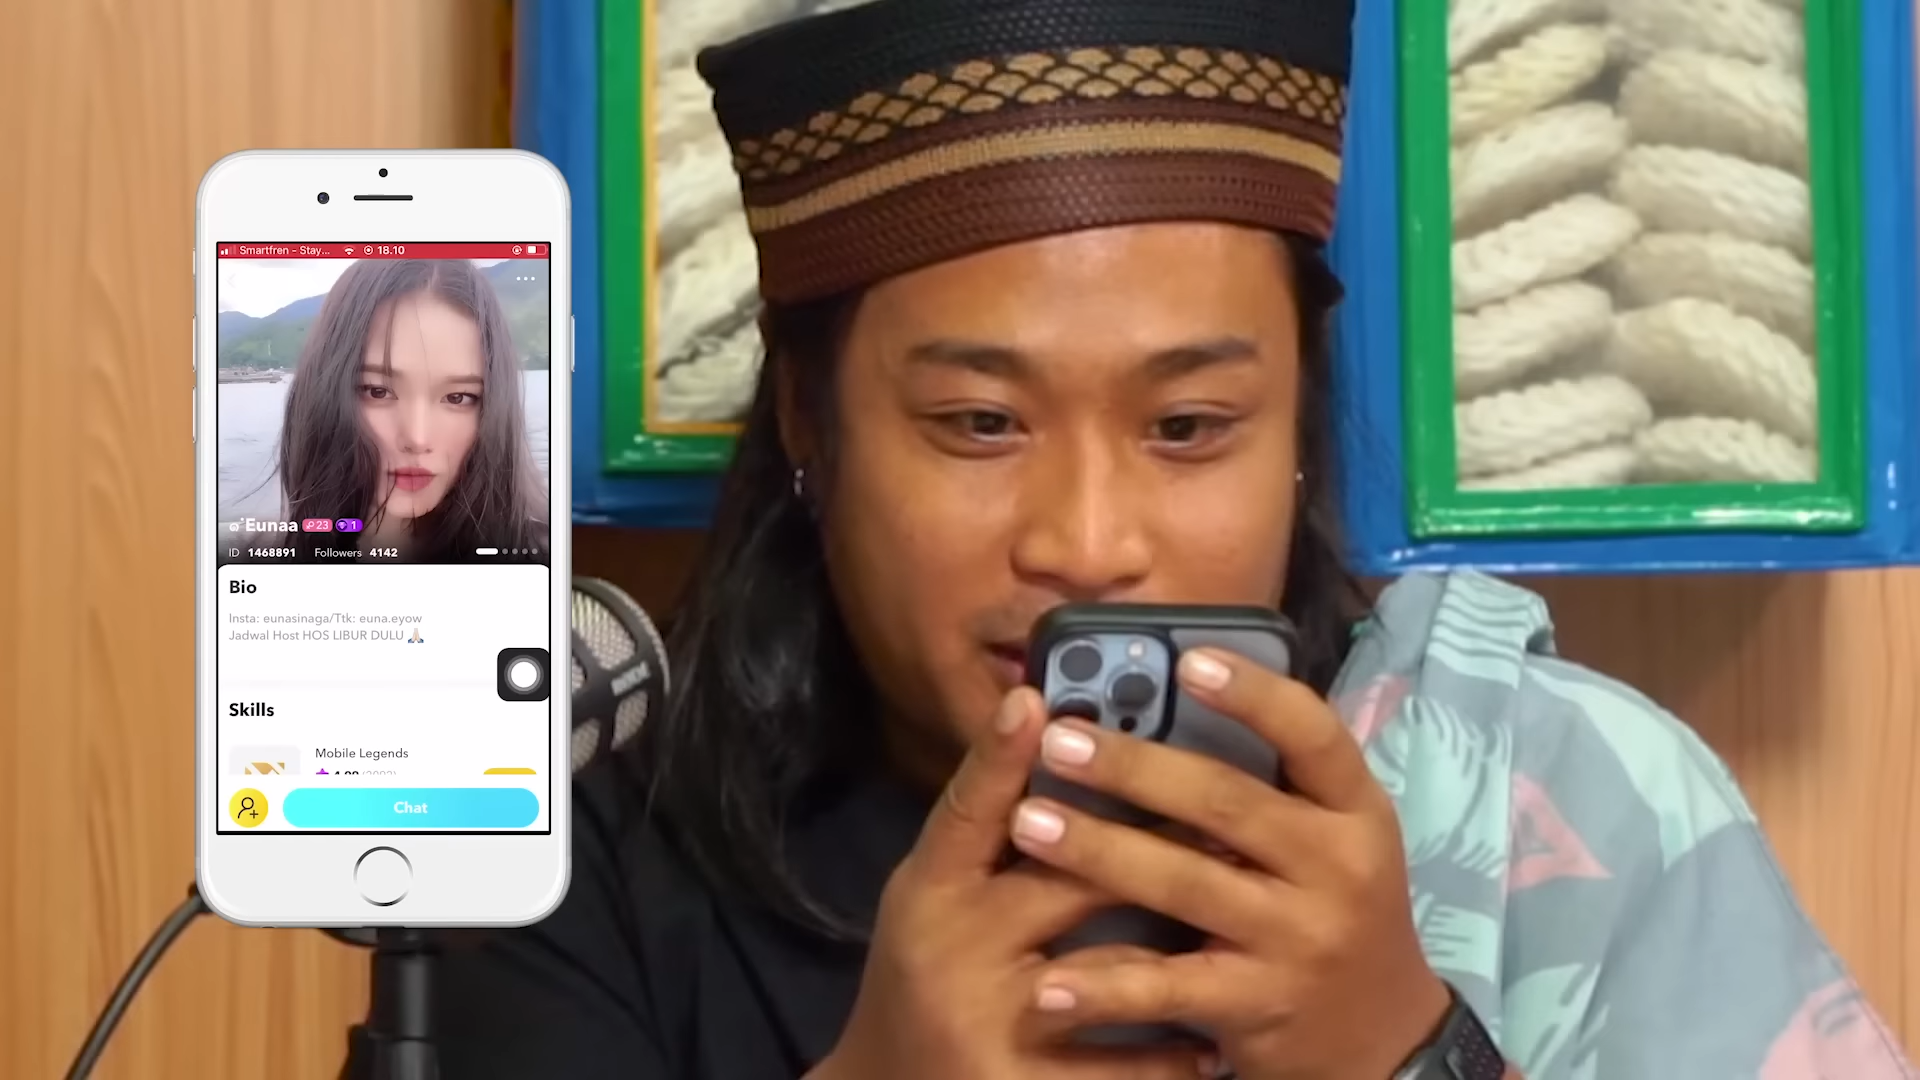 Smartfren - Stay... 18.10
ด'Eunaa 23 1
ID 1468891 Followers 4142
Bio
Insta: eunasinaga/Ttk: euna.eyow
Jadwal Host HOS LIBUR DULU 🙏🏻
Skills
Mobile Legends
Chat